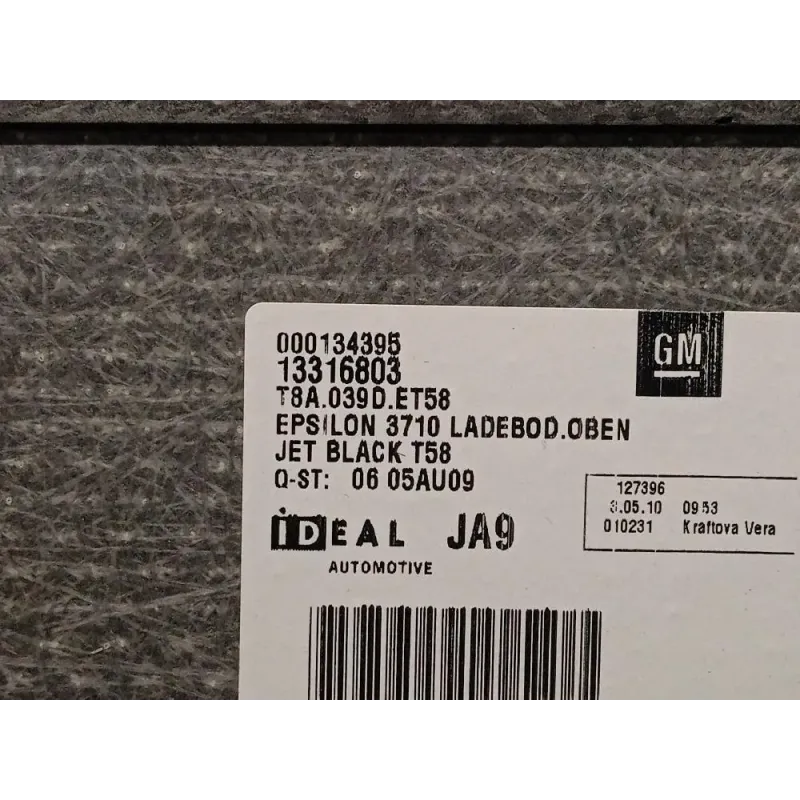 GM
000134395
13316803
T8A.039D.ET58
EPSILON 3710 LADEBOD.OBEN
JET BLACK T58
Q-ST: 06 05AU09
127396
3.05.10 09 53
010231 Kraftova Vera
IDEAL JA9
AUTOMOTIVE